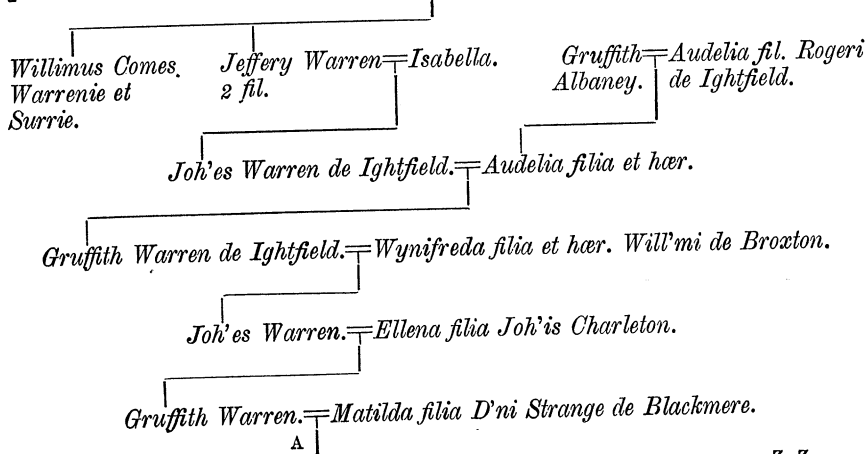 Willimus Comes. Jeffery Warren=Isabella. Gruffith=Audelia fil. Rogeri
Warrenie et 2 fil. Albaney. de Ightfield.
Surrie.
Joh'es Warren de Ightfield.=Audelia filia et hær.
Gruffith Warren de Ightfield.=Wynifreda filia et hær. Will'mi de Broxton.
Joh'es Warren.=Ellena filia Joh'is Charleton.
Gruffith Warren.=Matilda filia D'ni Strange de Blackmere.
A